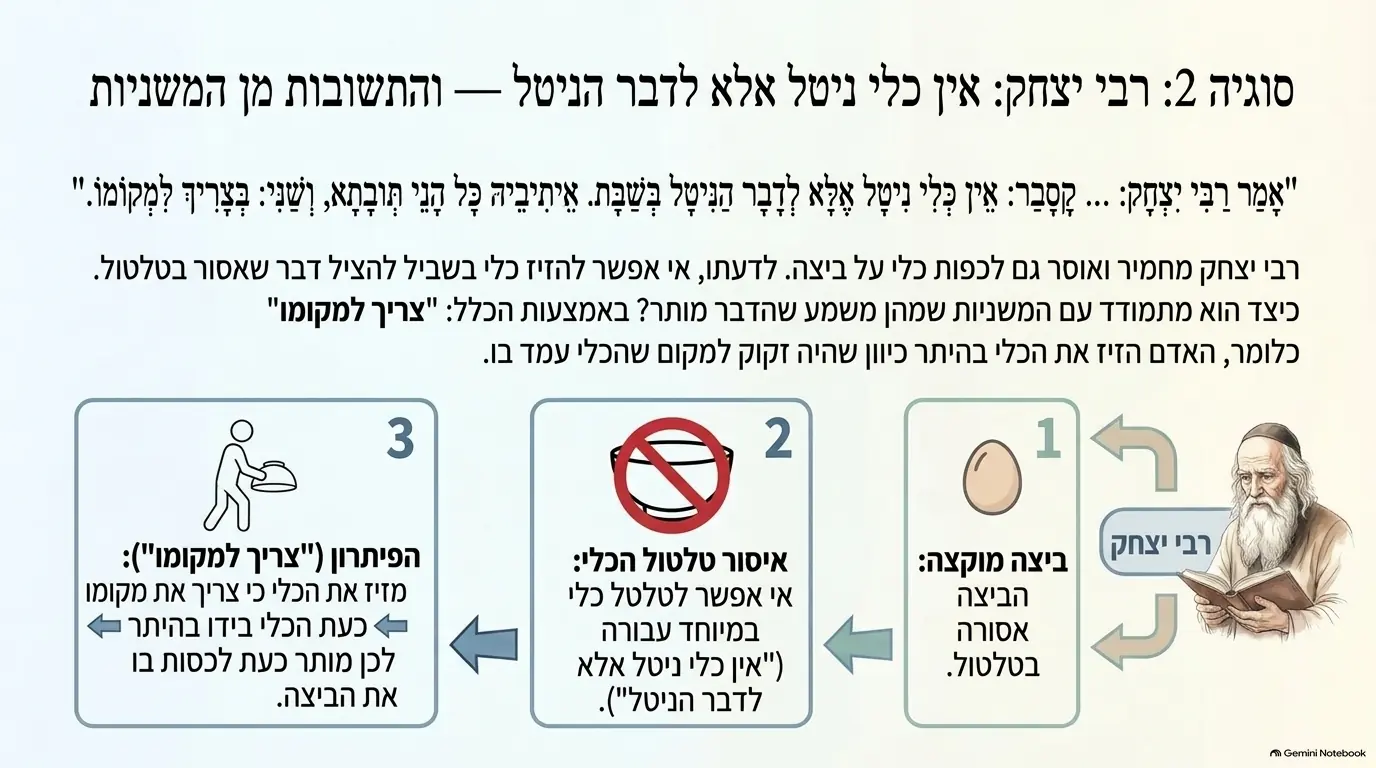 סוגיה 2: רבי יצחק: אין כלי ניטל אלא לדבר הניטל — והתשובות מן המשניות
"אָמַר רַבִּי יִצְחָק: ... קָסָבַר: אֵין כְּלִי נִיטָּל אֶלָּא לְדָבָר הַנִּיטָּל בְּשַׁבָּת. אֵיתִיבֵיהּ כָּל הָנֵי תְּיוּבָתָא, וְשַׁנִּי: בְּצָרִיךְ לִמְקוֹמוֹ."
רבי יצחק מחמיר ואוסר גם לכפות כלי על ביצה. לדעתו, אי אפשר להזיז כלי בשביל להציל דבר שאסור בטלטול.
כיצד הוא מתמודד עם המשניות שמהן משמע שהדבר מותר? באמצעות הכלל: "צריך למקומו"
כלומר, האדם הזיז את הכלי בהיתר כיוון שהיה זקוק למקום שהכלי עמד בו.
רבי יצחק
1
ביצה מוקצה:
הביצה
אסורה
בטלטול.
2
איסור טלטול הכלי:
אי אפשר לטלטל כלי
במיוחד עבורה
("אין כלי ניטל אלא
לדבר הניטל").
3
הפיתרון ("צריך למקומו"):
מזיז את הכלי כי צריך את מקומו
כעת הכלי בידו בהיתר
לכן מותר כעת לכסות בו
את הביצה.
Gemini Notebook